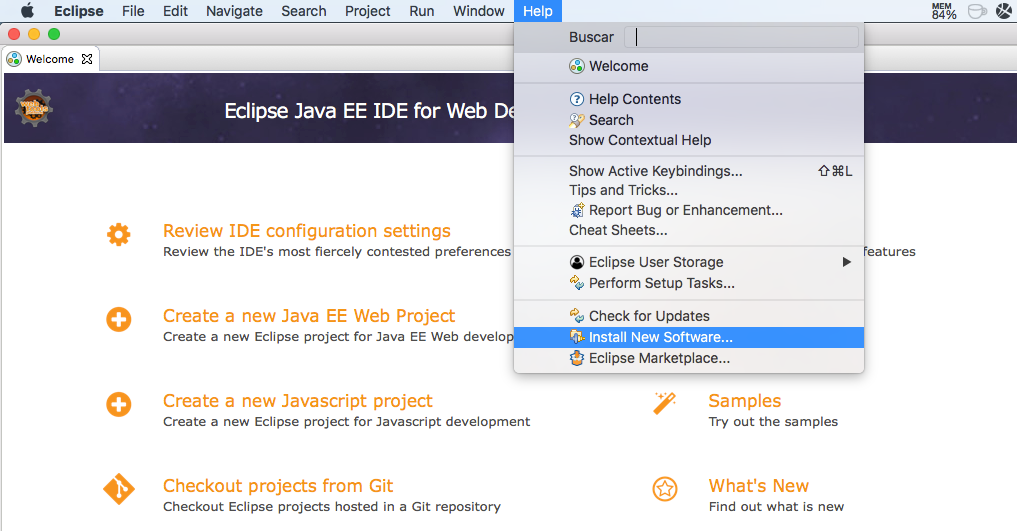 Eclipse File Edit Navigate Search Project Run Window Help MEM 84%
Welcome
Eclipse Java EE IDE for Web De
Buscar
Welcome
Help Contents
Search
Show Contextual Help
Show Active Keybindings... ⇧⌘L
Tips and Tricks...
Report Bug or Enhancement...
Cheat Sheets...
Eclipse User Storage
Perform Setup Tasks...
Check for Updates
Install New Software...
Eclipse Marketplace...
Review IDE configuration settings
Review the IDE's most fiercely contested preferences
features
Create a new Java EE Web Project
Create a new Eclipse project for Java EE Web develop
Create a new Javascript project
Create a new Eclipse project for Javascript development
Samples
Try out the samples
Checkout projects from Git
Checkout Eclipse projects hosted in a Git repository
What's New
Find out what is new